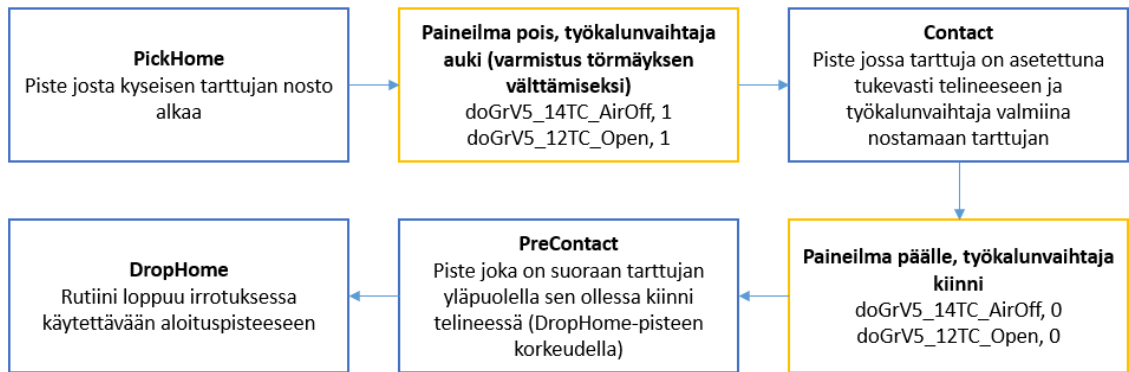 PickHome
Piste josta kyseisen tarttujan nosto
alkaa
Paineilma pois, työkalunvaihtaja
auki (varmistus törmäyksen
välttämiseksi)
doGrV5_14TC_AirOff, 1
doGrV5_12TC_Open, 1
Contact
Piste jossa tarttuja on asetettuna
tukevasti telineeseen ja
työkalunvaihtaja valmiina
nostamaan tarttujan
Paineilma päälle, työkalunvaihtaja
kiinni
doGrV5_14TC_AirOff, 0
doGrV5_12TC_Open, 0
PreContact
Piste joka on suoraan tarttujan
yläpuolella sen ollessa kiinni
telineessä (DropHome-pisteen
korkeudella)
DropHome
Rutiini loppuu irrotuksessa
käytettävään aloituspisteeseen